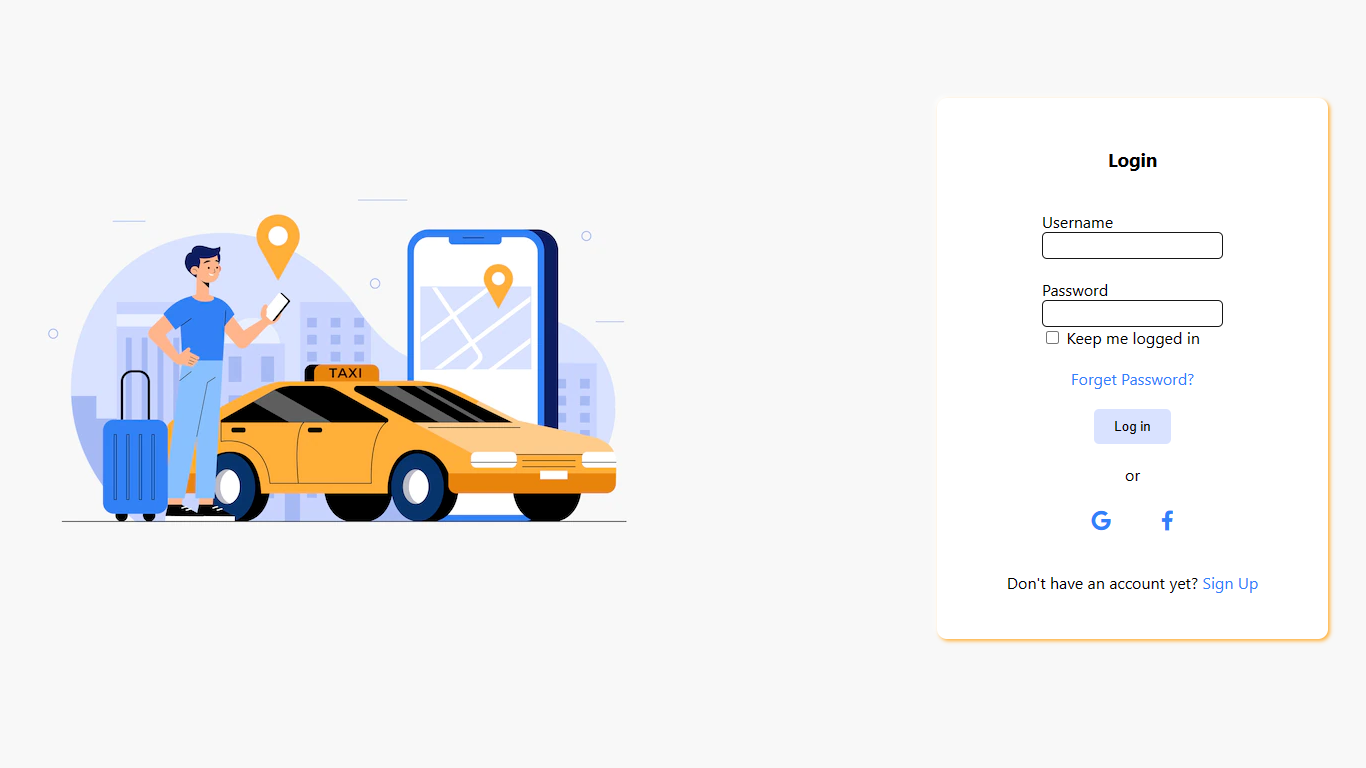 Login
Username
Password
Keep me logged in
Forget Password?
Log in
or
Don't have an account yet? Sign Up
TAXI